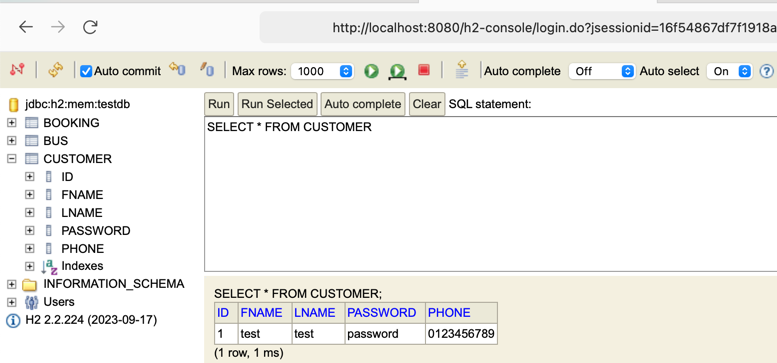 http://localhost:8080/h2-console/login.do?jsessionid=16f54867df7f1918a
Auto commit Max rows: 1000 Auto complete Off Auto select On ?
jdbc:h2:mem:testdb
BOOKING
BUS
CUSTOMER
ID
FNAME
LNAME
PASSWORD
PHONE
Indexes
INFORMATION_SCHEMA
Users
H2 2.2.224 (2023-09-17)
Run Run Selected Auto complete Clear SQL statement:
SELECT * FROM CUSTOMER
SELECT * FROM CUSTOMER;
ID FNAME LNAME PASSWORD PHONE
1 test test password 0123456789
(1 row, 1 ms)